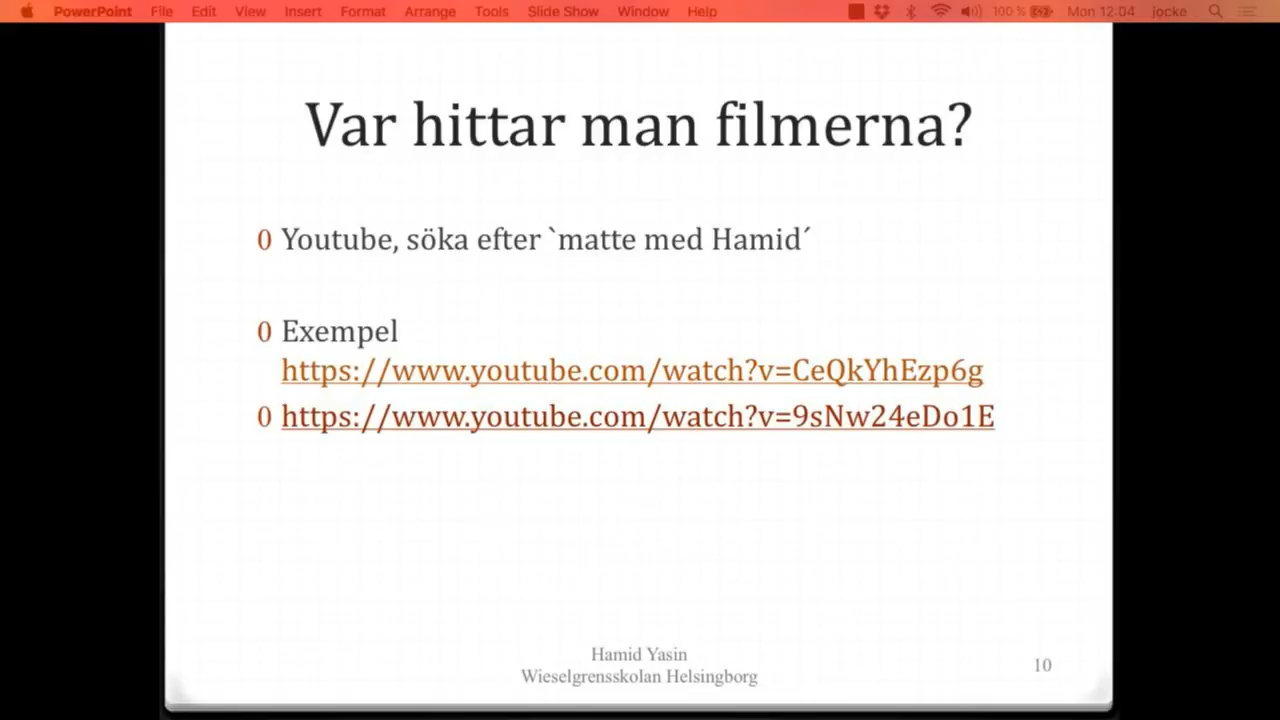 PowerPoint File Edit View Insert Format Arrange Tools Slide Show Window Help 100 % Mon 12:04 jocke
Var hittar man filmerna?
0 Youtube, söka efter `matte med Hamid´
0 Exempel
https://www.youtube.com/watch?v=CeQkYhEzp6g
0 https://www.youtube.com/watch?v=9sNw24eDo1E
Hamid Yasin
Wieselgrensskolan Helsingborg
10